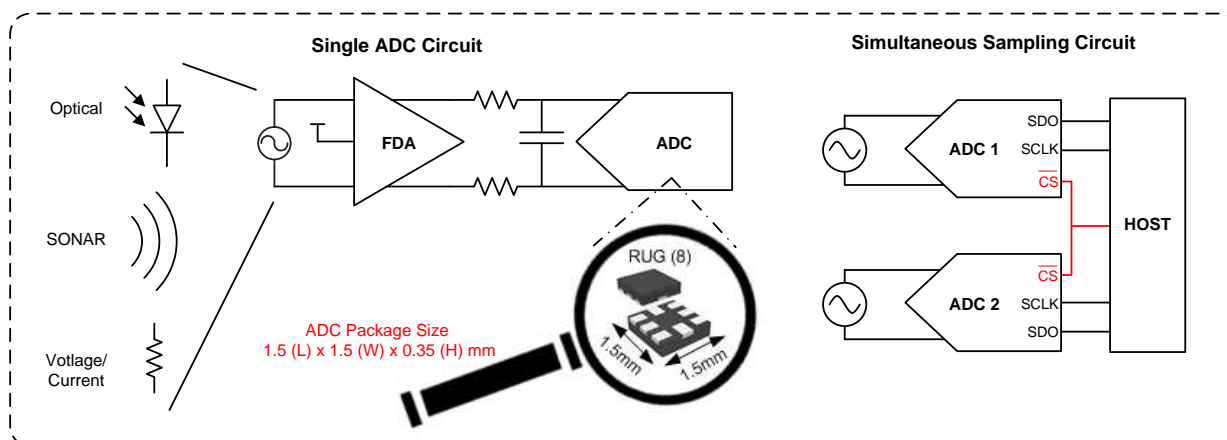 Single ADC Circuit
Optical
SONAR
Votlage/
Current
FDA
ADC
RUG (8)
1.5mm
1.5mm
ADC Package Size
1.5 (L) x 1.5 (W) x 0.35 (H) mm
Simultaneous Sampling Circuit
ADC 1
SDO
SCLK
CS
HOST
ADC 2
CS
SCLK
SDO